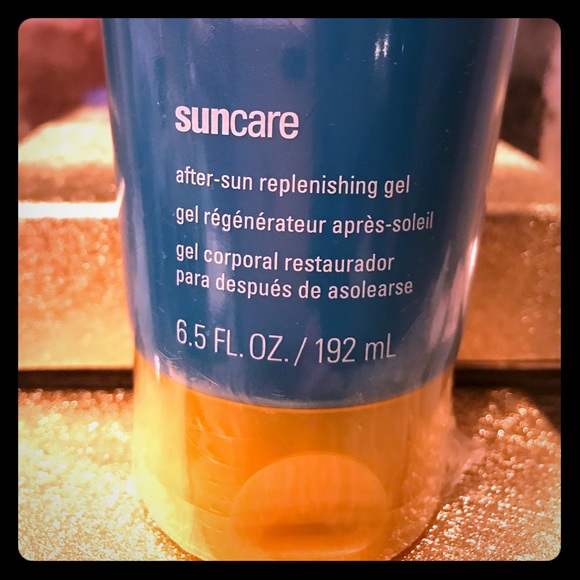 suncare
after-sun replenishing gel
gel régénérateur après-soleil
gel corporal restaurador
para después de asolearse
6.5 FL. OZ. / 192 mL